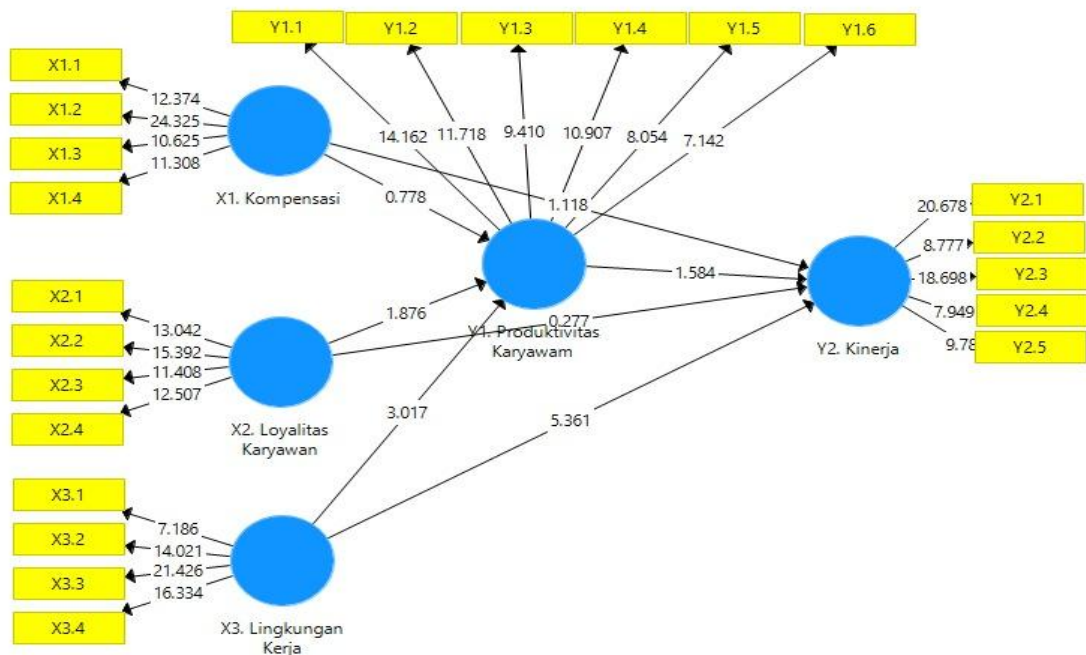 Y1.1
Y1.2
Y1.3
Y1.4
Y1.5
Y1.6
X1.1
X1.2
X1.3
X1.4
12.374
24.325
10.625
11.308
X1. Kompensasi
14.162
11.718
9.410
10.907
8.054
7.142
0.778
1.118
X2.1
X2.2
X2.3
X2.4
13.042
15.392
11.408
12.507
X2. Loyalitas
Karyawan
1.876
0.277
Y1. Produktivitas
Karyawam
1.584
Y2. Kinerja
20.678
8.777
18.698
7.949
9.78
Y2.1
Y2.2
Y2.3
Y2.4
Y2.5
3.017
5.361
X3.1
X3.2
X3.3
X3.4
7.186
14.021
21.426
16.334
X3. Lingkungan
Kerja